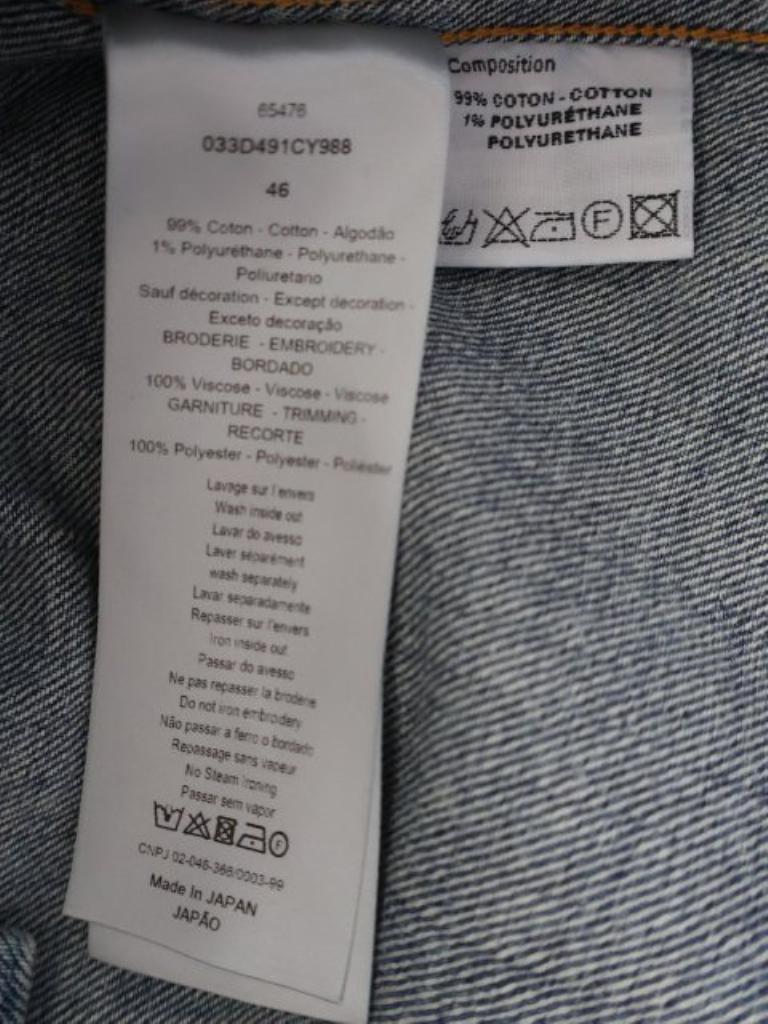 65476
033D491CY988
46
99% Coton - Cotton - Algodão
1% Polyuréthane - Polyurethane -
Poliuretano
Sauf décoration - Except decoration -
Exceto decoração
BRODERIE - EMBROIDERY -
BORDADO
100% Viscose - Viscose - Viscose
GARNITURE - TRIMMING -
RECORTE
100% Polyester - Polyester - Poliéster
Lavage sur l'envers
Wash inside out
Lavar do avesso
Laver séparément
wash separately
Lavar separadamente
Repasser sur l'envers
Iron inside out
Passar do avesso
Ne pas repasser la broderie
Do not iron embrodery
Não passar a ferro o bordado
Repassage sans vapeur
No Steam Ironing
Passar sem vapor
F
CNPJ 02-046-366/0003-99
Made In JAPAN
JAPÃO
Composition
99% COTON - COTTON
1% POLYURÉTHANE
POLYURETHANE
F